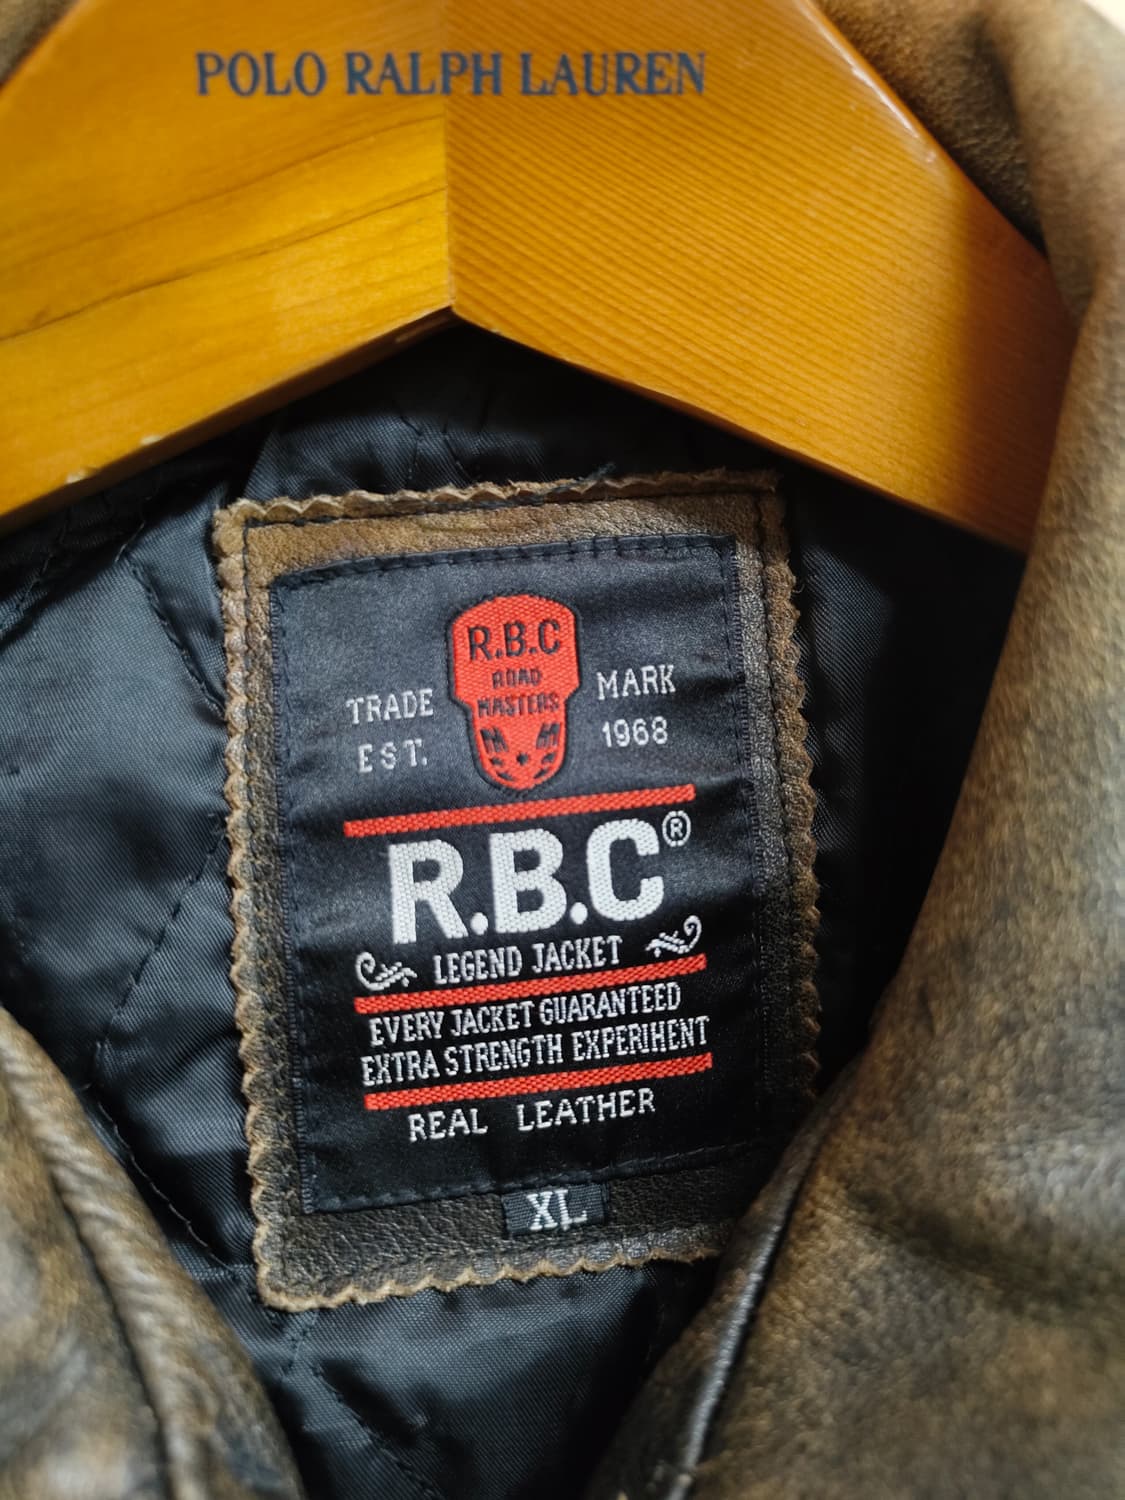 POLO RALPH LAUREN
R.B.C
ROAD
MASTERS
TRADE MARK
EST. 1968
R.B.C®
LEGEND JACKET
EVERY JACKET GUARANTEED
EXTRA STRENGTH EXPERIHENT
REAL LEATHER
XL